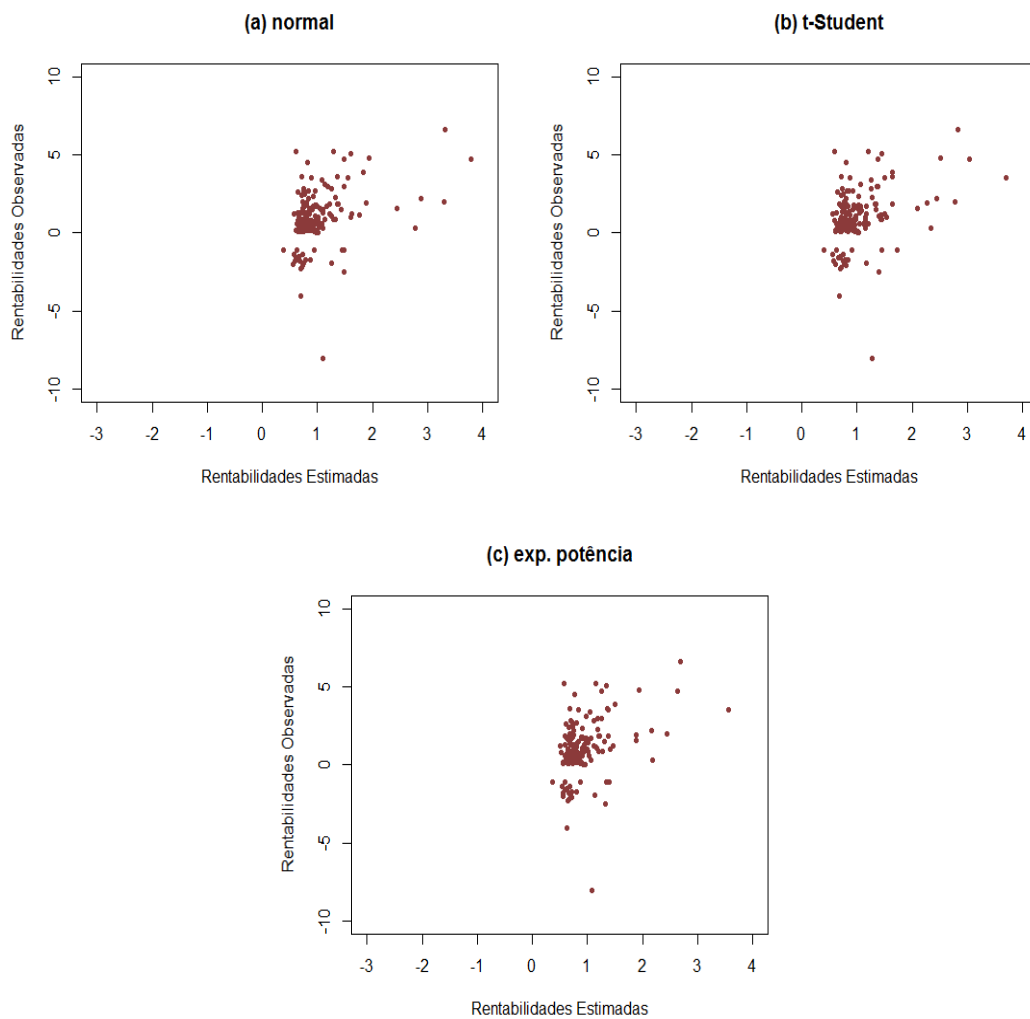 (a) normal
Rentabilidades Observadas
10
5
0
-5
-10
-3 -2 -1 0 1 2 3 4
Rentabilidades Estimadas
(b) t-Student
Rentabilidades Observadas
10
5
0
-5
-10
-3 -2 -1 0 1 2 3 4
Rentabilidades Estimadas
(c) exp. potência
Rentabilidades Observadas
10
5
0
-5
-10
-3 -2 -1 0 1 2 3 4
Rentabilidades Estimadas